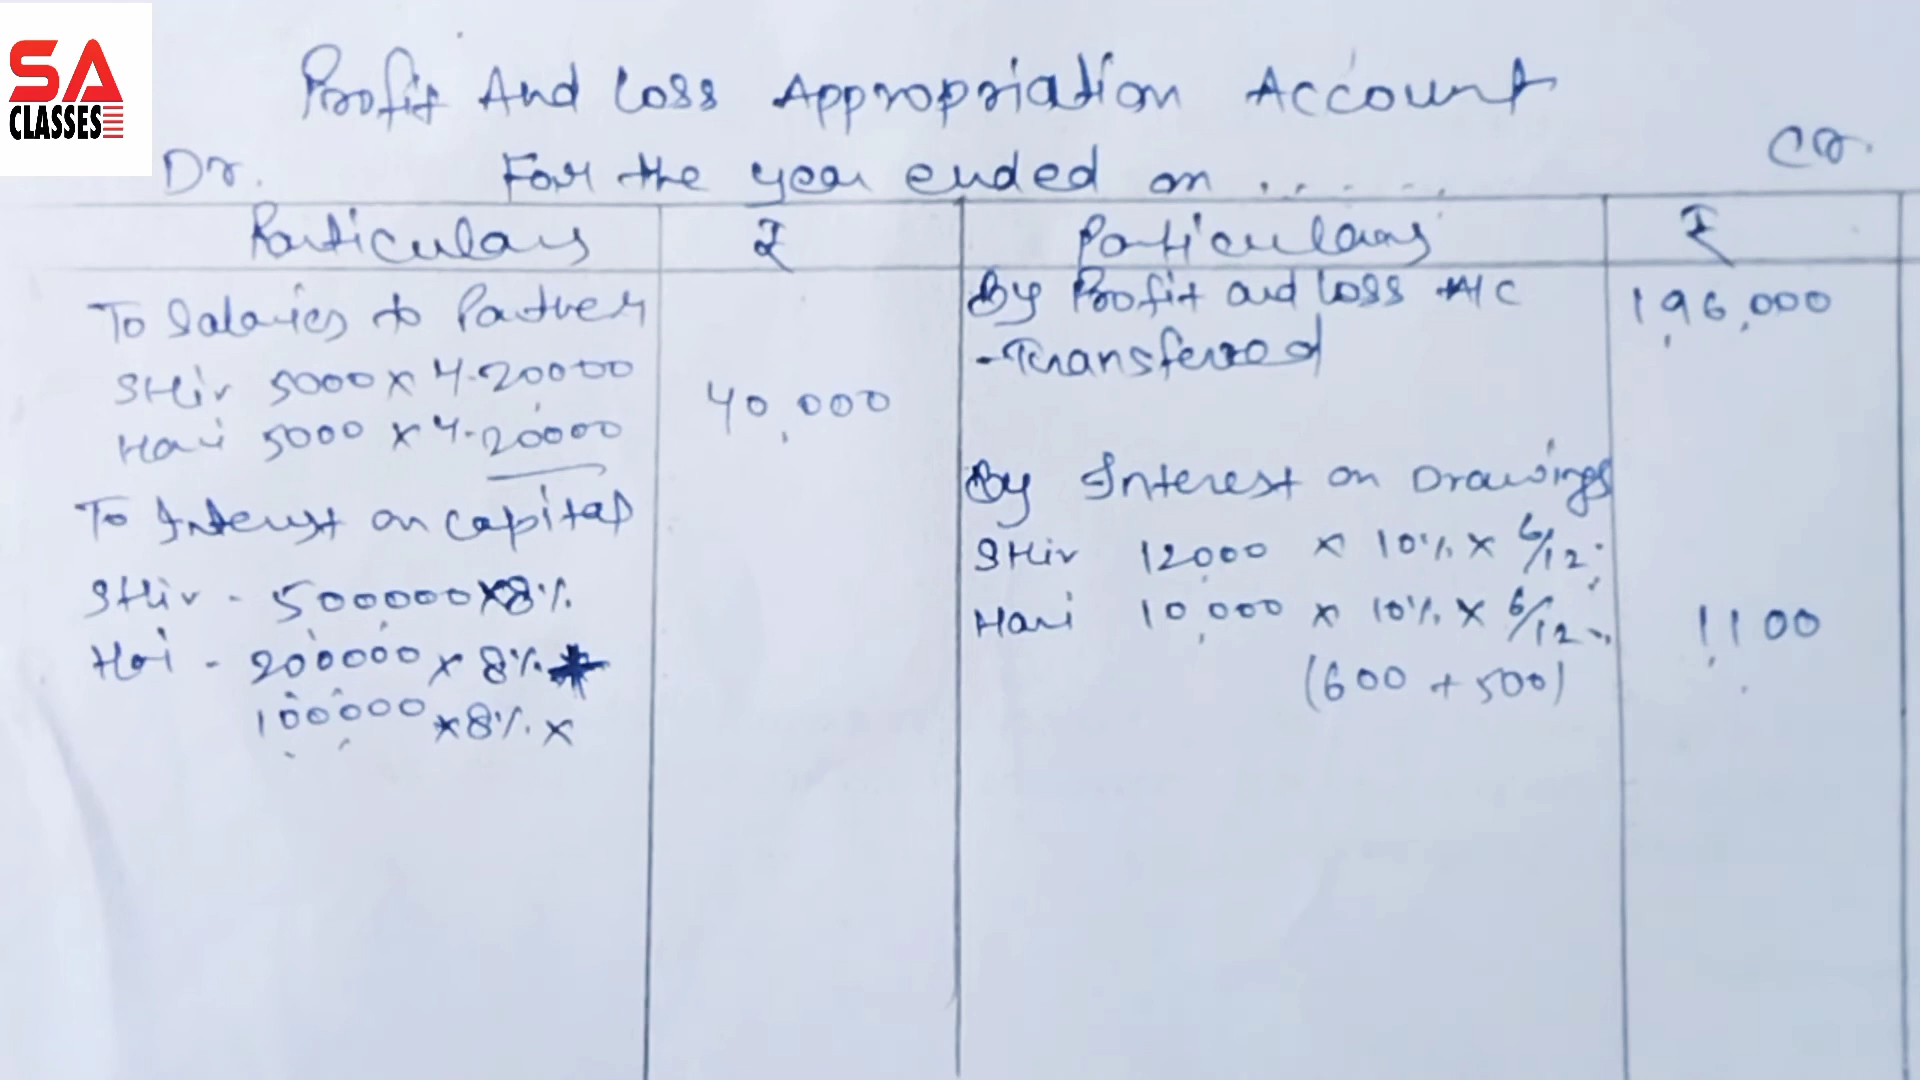 SA
CLASSES
Profit And Loss Appropriation Account
Dr.
For the year ended on ......
Cr.
Particulars ₹ Particulars ₹
To Salaries to Partner
SHiv 5000 x 4-20000
Hari 5000 x 4-20000
40,000
To Interest on capital
SHiv - 500000 x 8%
Hari - 200000 x 8%
100000 x 8% x
By Profit and Loss A/C
-Transferred
196,000
By Interest on Drawings
SHiv 12000 x 10% x 6/12
Hari 10,000 x 10% x 6/12
1100
(600 + 500)